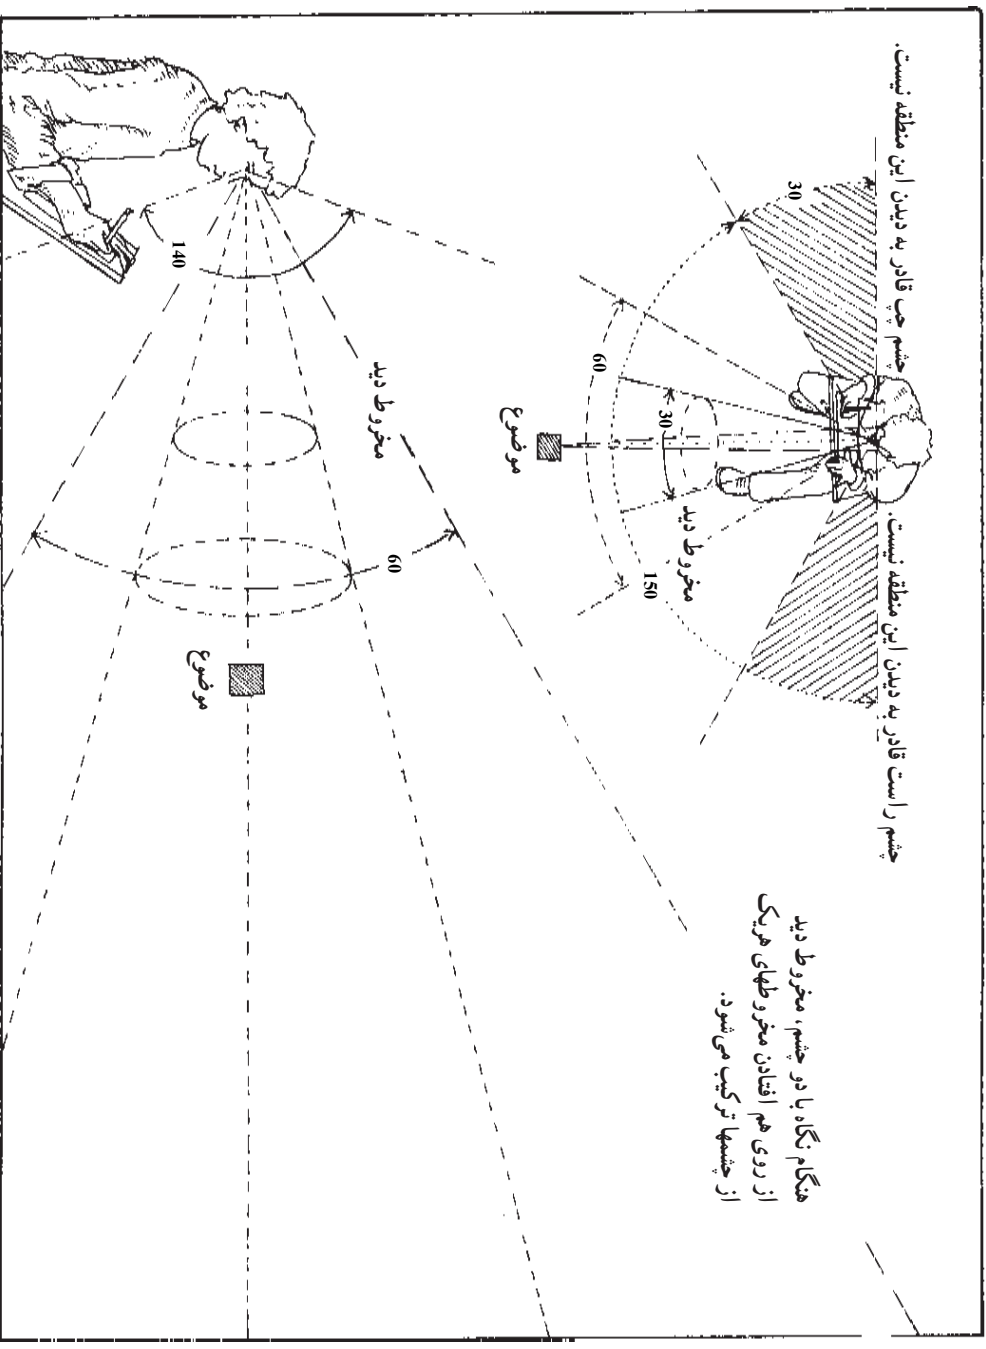 چشم راست قادر به دیدن این منطقه نیست.
چشم چپ قادر به دیدن این منطقه نیست.
هنگام نگاه با دو چشم، مخروط دید
از روی هم افتادن مخروطهای هریک
از چشمها ترکیب می‌شود.
30
مخروط دید
30
150
60
موضوع
مخروط دید
60
موضوع
140